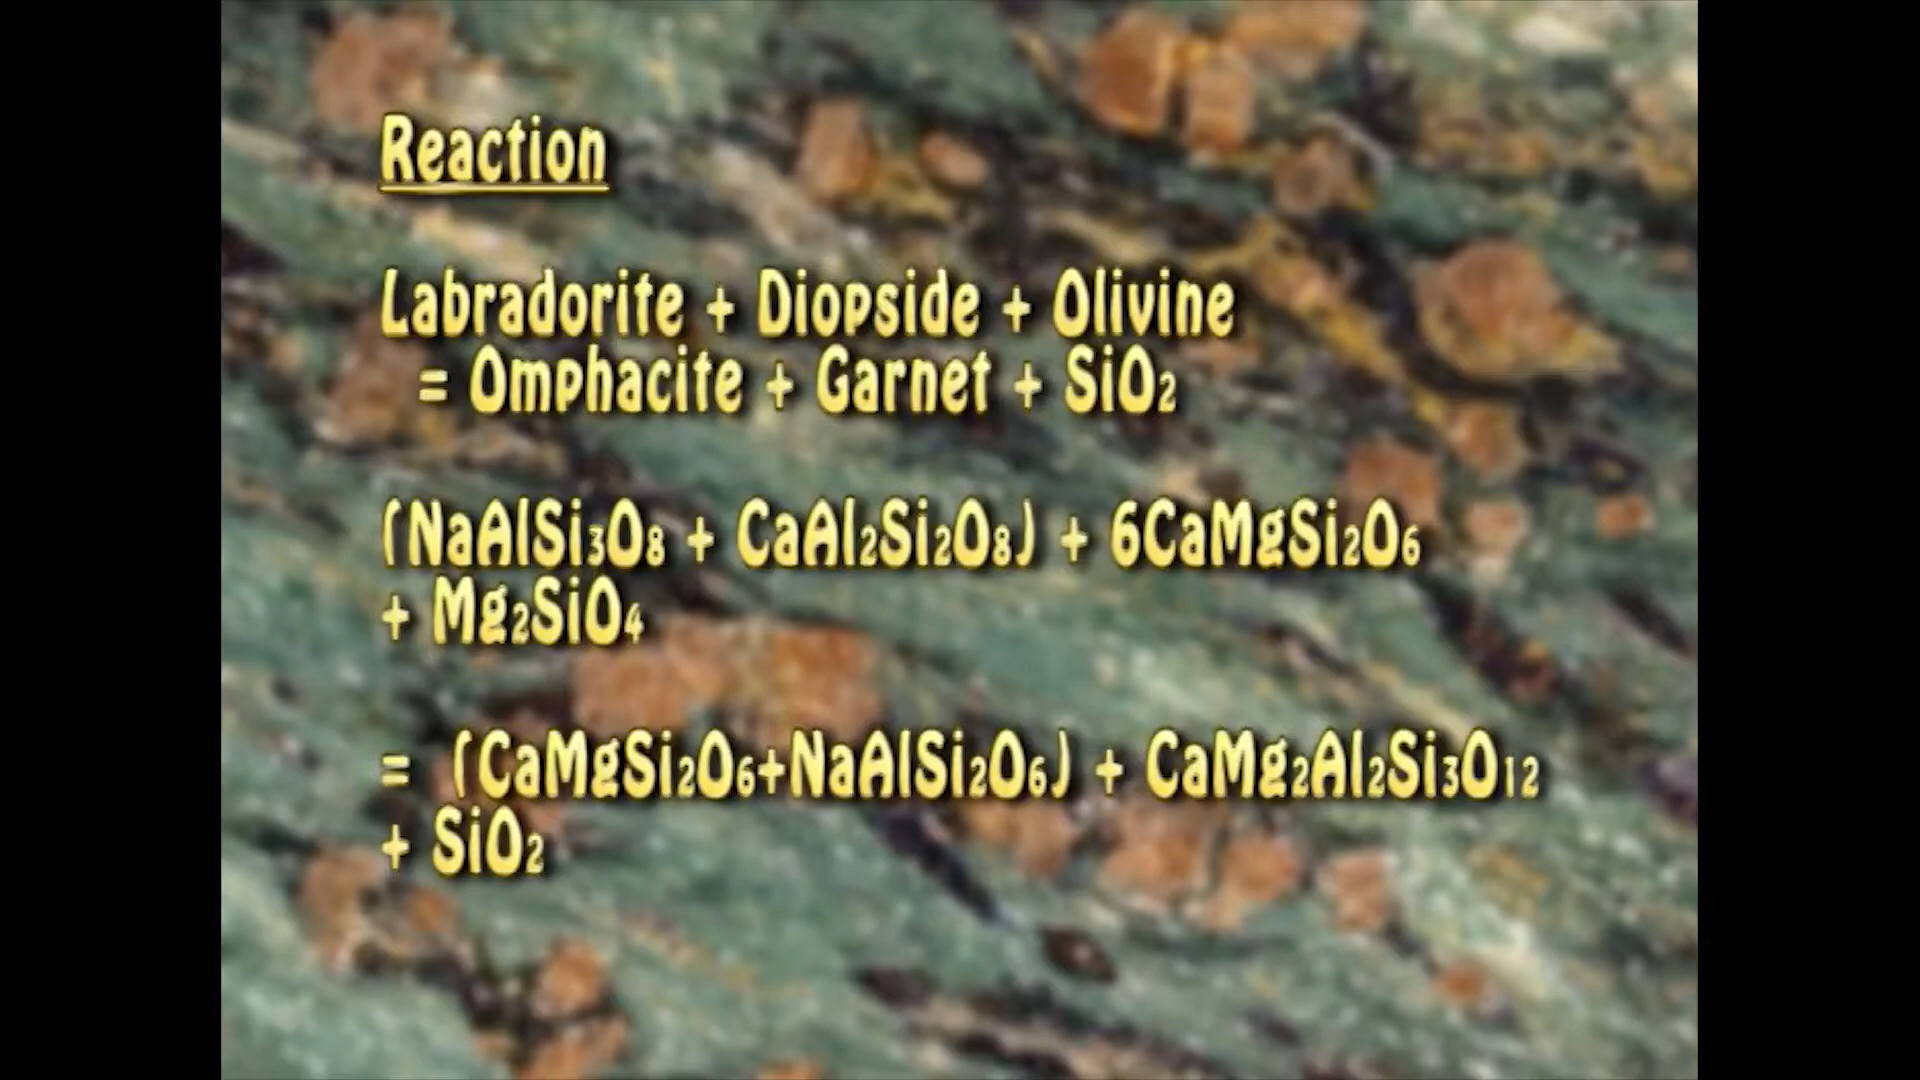 Reaction
Labradorite + Diopside + Olivine
= Omphacite + Garnet + SiO₂
(NaAlSi₃O₈ + CaAl₂Si₂O₈) + 6CaMgSi₂O₆
+ Mg₂SiO₄
= (CaMgSi₂O₆+NaAlSi₂O₆) + CaMg₂Al₂Si₃O₁₂
+ SiO₂